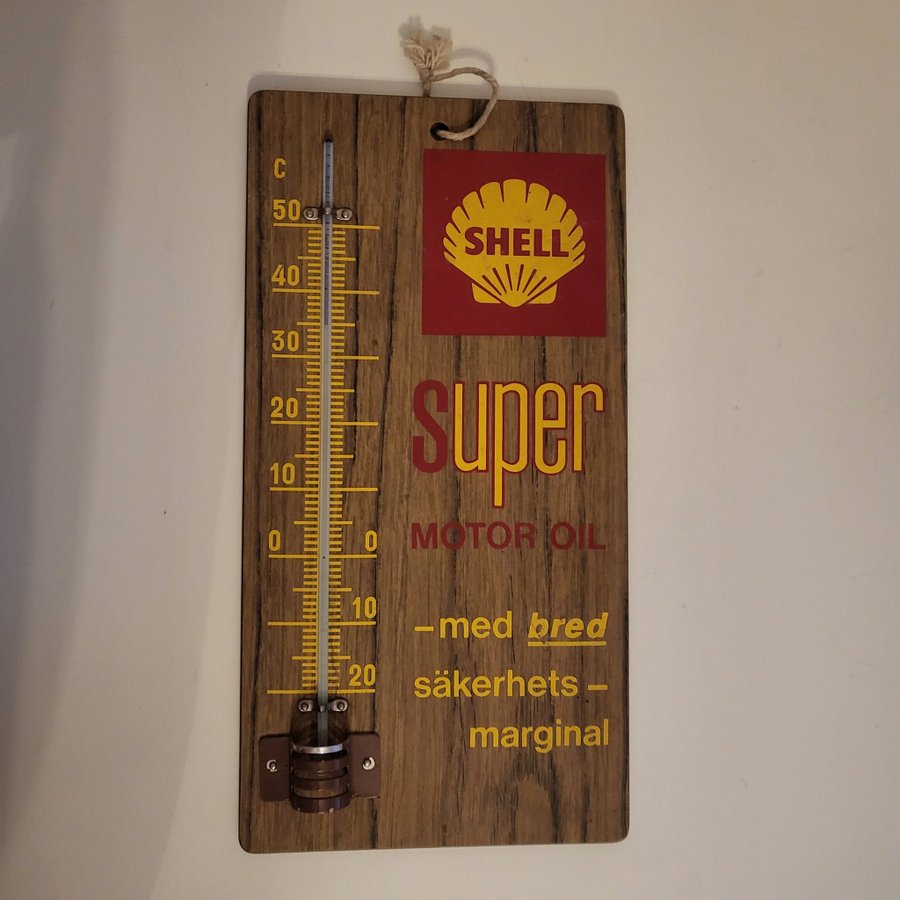 C
50
40
30
20
10
0 0
10
20
SHELL
Super
MOTOR OIL
–med bred
säkerhets–
marginal